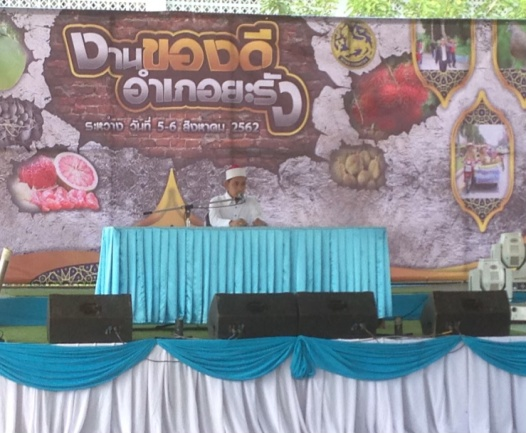 งานของดี
อำเภอยะรัง
ระหว่าง วันที่ 5-6 สิงหาคม 2562